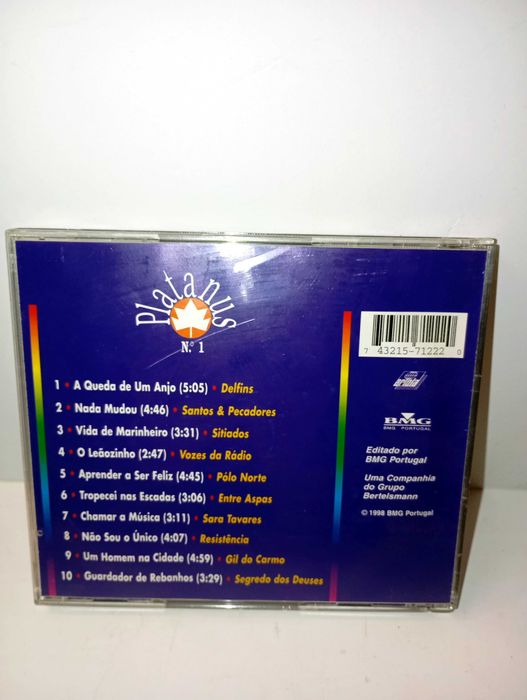 Platanus
N.º 1
1 • A Queda de Um Anjo (5:05) • Delfins
2 • Nada Mudou (4:46) • Santos & Pecadores
3 • Vida de Marinheiro (3:31) • Sitiados
4 • O Leãozinho (2:47) • Vozes da Rádio
5 • Aprender a Ser Feliz (4:45) • Pólo Norte
6 • Tropecei nas Escadas (3:06) • Entre Aspas
7 • Chamar a Música (3:11) • Sara Tavares
8 • Não Sou o Único (4:07) • Resistência
9 • Um Homem na Cidade (4:59) • Gil do Carmo
10 • Guardador de Rebanhos (3:29) • Segredo dos Deuses
7 43215-71222 0
BMG
BMG PORTUGAL
Editado por
BMG Portugal
Uma Companhia
do Grupo
Bertelsmann
© 1998 BMG Portugal